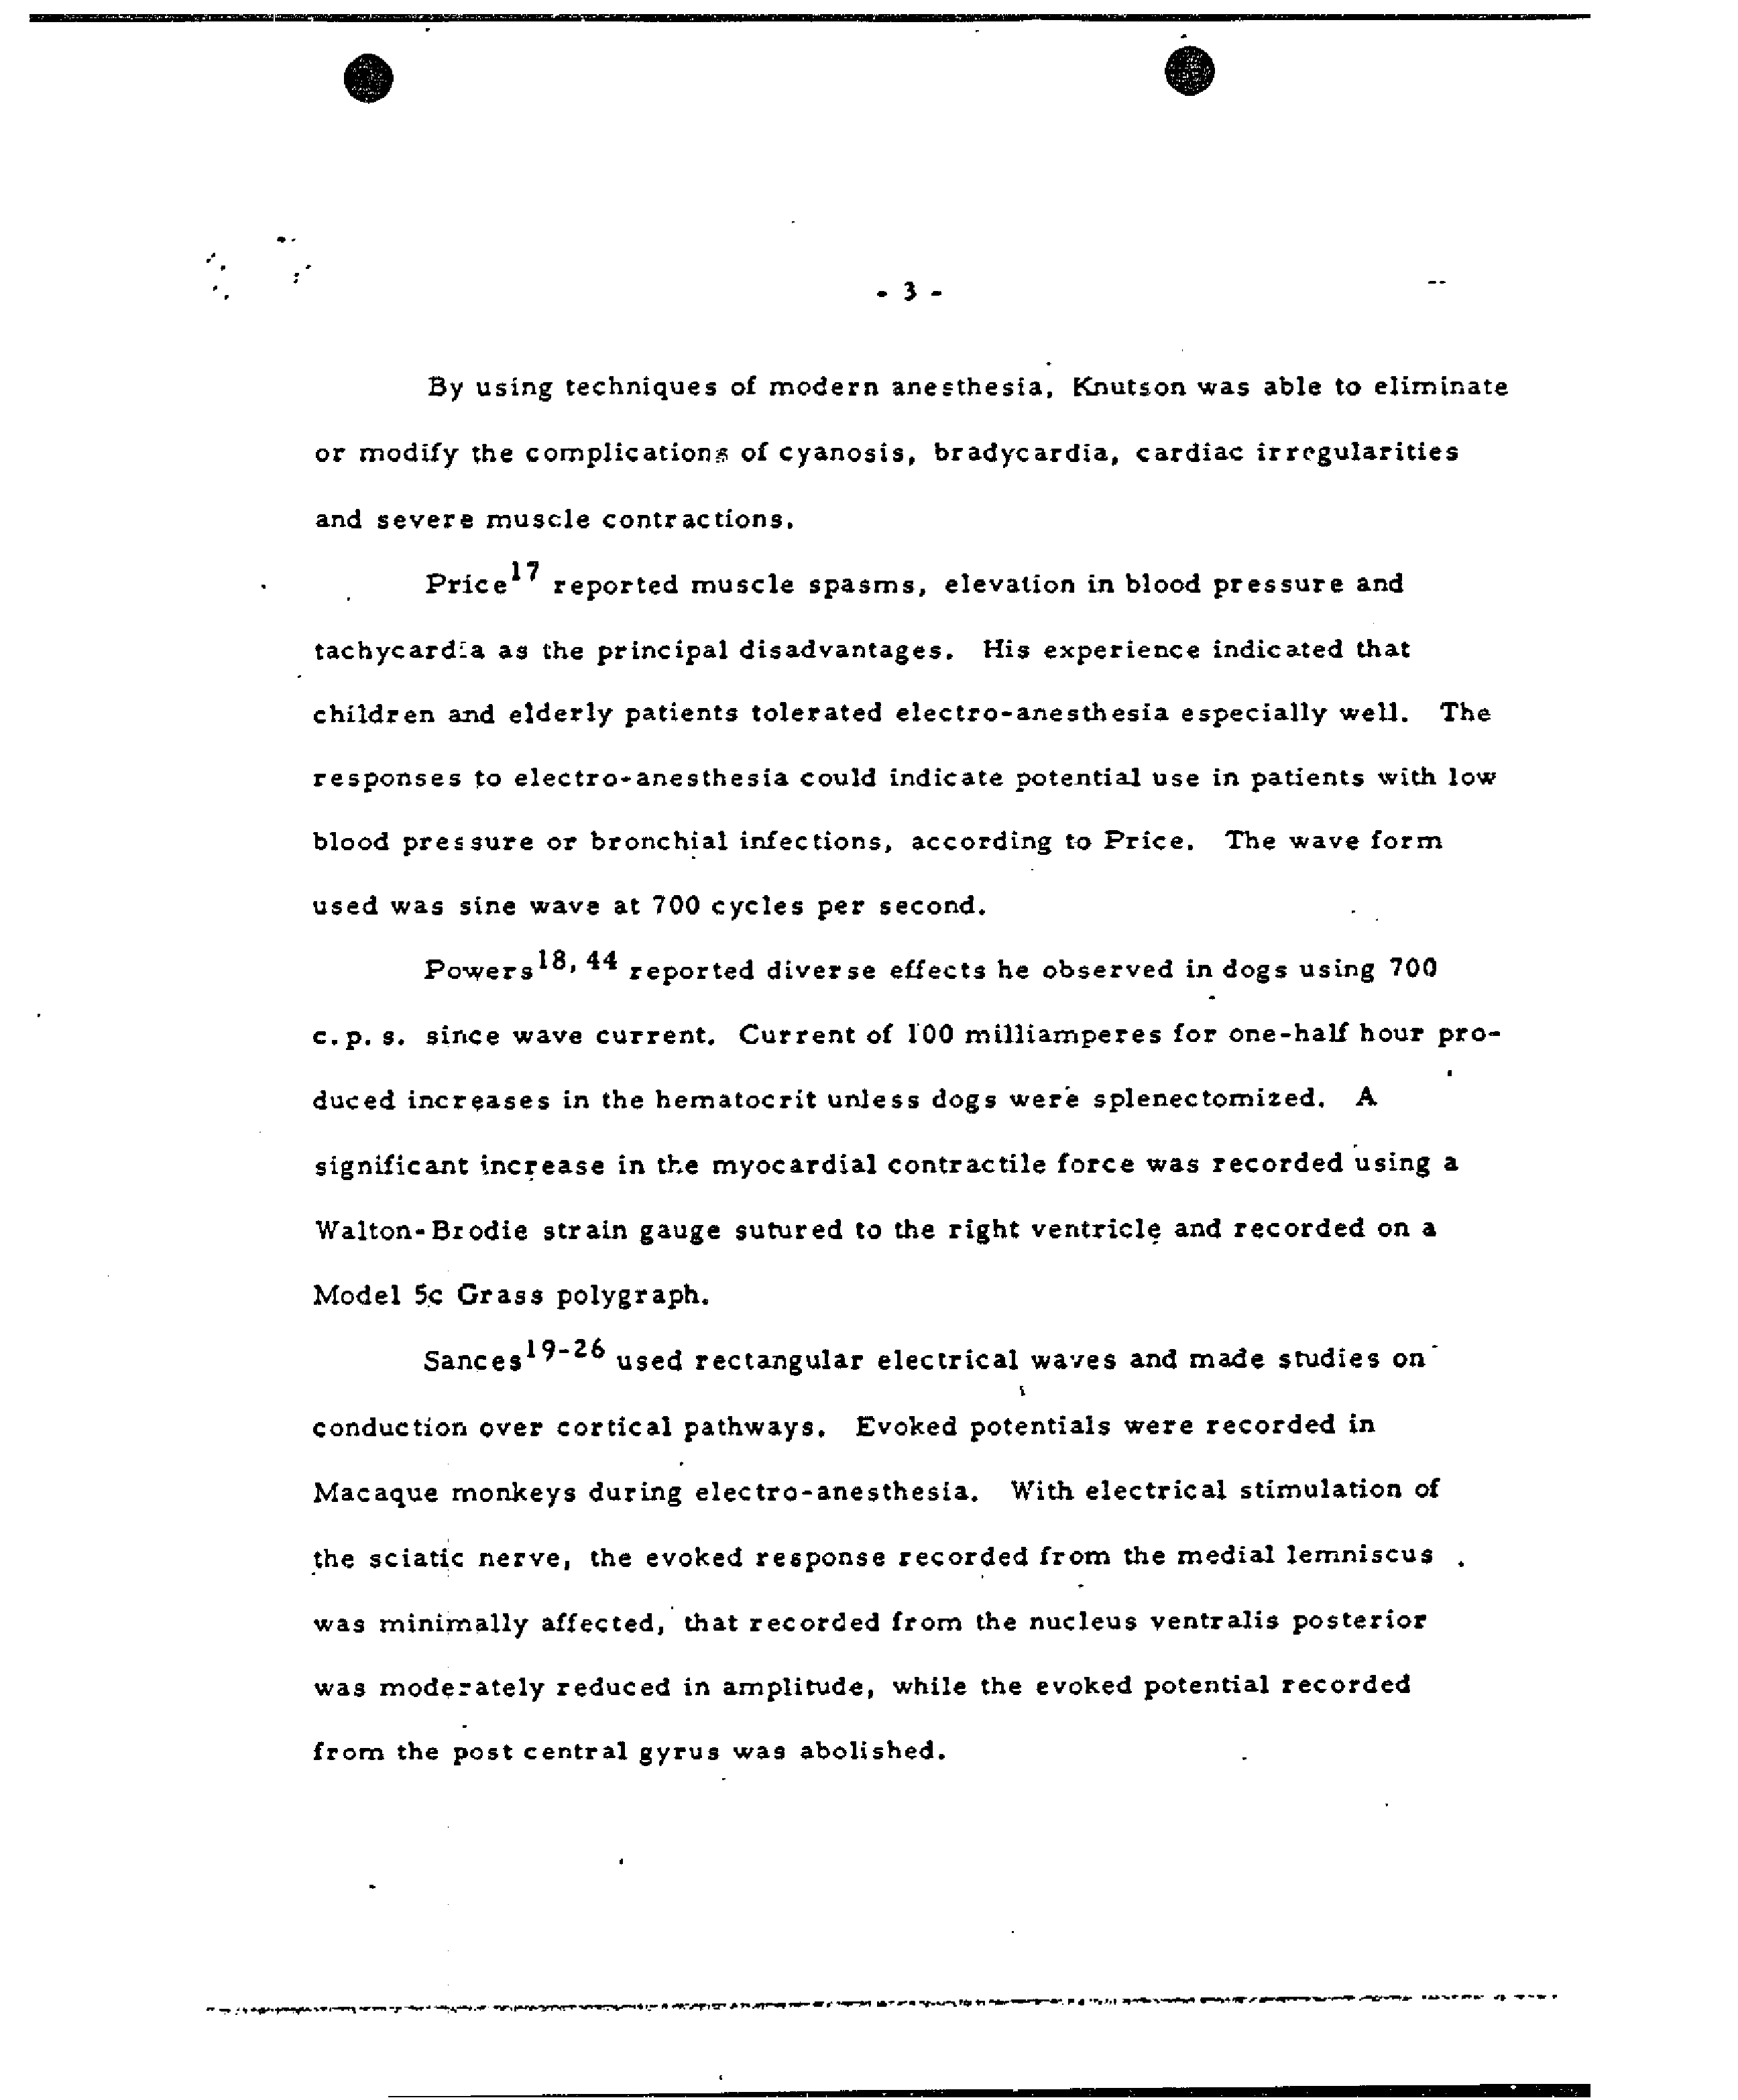 - 3 -
By using techniques of modern anesthesia, Knutson was able to eliminate
or modify the complications of cyanosis, bradycardia, cardiac irregularities
and severe muscle contractions.
Price17 reported muscle spasms, elevation in blood pressure and
tachycardia as the principal disadvantages. His experience indicated that
children and elderly patients tolerated electro-anesthesia especially well. The
responses to electro-anesthesia could indicate potential use in patients with low
blood pressure or bronchial infections, according to Price. The wave form
used was sine wave at 700 cycles per second.
Powers18, 44 reported diverse effects he observed in dogs using 700
c.p.s. since wave current. Current of 100 milliamperes for one-half hour pro-
duced increases in the hematocrit unless dogs were splenectomized. A
significant increase in the myocardial contractile force was recorded using a
Walton-Brodie strain gauge sutured to the right ventricle and recorded on a
Model 5c Grass polygraph.
Sances19-26 used rectangular electrical waves and made studies on
conduction over cortical pathways. Evoked potentials were recorded in
Macaque monkeys during electro-anesthesia. With electrical stimulation of
the sciatic nerve, the evoked response recorded from the medial lemniscus
was minimally affected, that recorded from the nucleus ventralis posterior
was moderately reduced in amplitude, while the evoked potential recorded
from the post central gyrus was abolished.